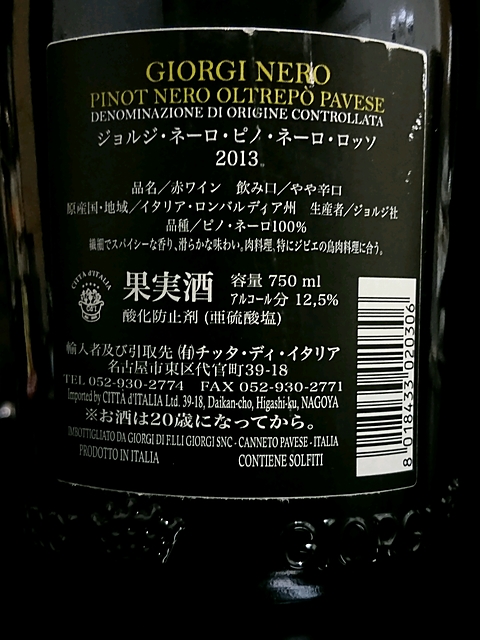 GIORGI NERO
PINOT NERO OLTREPÒ PAVESE
DENOMINAZIONE DI ORIGINE CONTROLLATA
ジョルジ・ネーロ・ピノ・ネーロ・ロッソ
2013。
品名／赤ワイン 飲み口／やや辛口
原産国・地域／イタリア・ロンバルディア州 生産者／ジョルジ社
品種／ピノ・ネーロ100%
繊細でスパイシーな香り、滑らかな味わい。肉料理、特にジビエの鳥肉料理に合う。
CITTÀ d'ITALIA
果実酒 容量 750 ml
アルコール分 12,5%
酸化防止剤 (亜硫酸塩)
輸入者及び引取先 (有)チッタ・ディ・イタリア
名古屋市東区代官町39-18
TEL 052-930-2774 FAX 052-930-2771
Imported by CITTÀ d'ITALIA Ltd. 39-18, Daikan-cho, Higashi-ku, NAGOYA
※お酒は20歳になってから。
IMBOTTIGLIATO DA GIORGI DI F.LLI GIORGI SNC - CANNETO PAVESE - ITALIA
PRODOTTO IN ITALIA CONTIENE SOLFITI
8 018433 020306